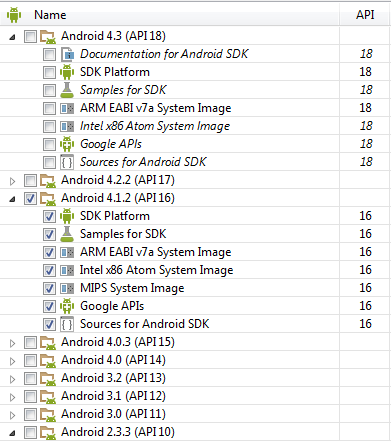 Name API
Android 4.3 (API 18)
Documentation for Android SDK 18
SDK Platform 18
Samples for SDK 18
ARM EABI v7a System Image 18
Intel x86 Atom System Image 18
Google APIs 18
Sources for Android SDK 18
Android 4.2.2 (API 17)
Android 4.1.2 (API 16)
SDK Platform 16
Samples for SDK 16
ARM EABI v7a System Image 16
Intel x86 Atom System Image 16
MIPS System Image 16
Google APIs 16
Sources for Android SDK 16
Android 4.0.3 (API 15)
Android 4.0 (API 14)
Android 3.2 (API 13)
Android 3.1 (API 12)
Android 3.0 (API 11)
Android 2.3.3 (API 10)